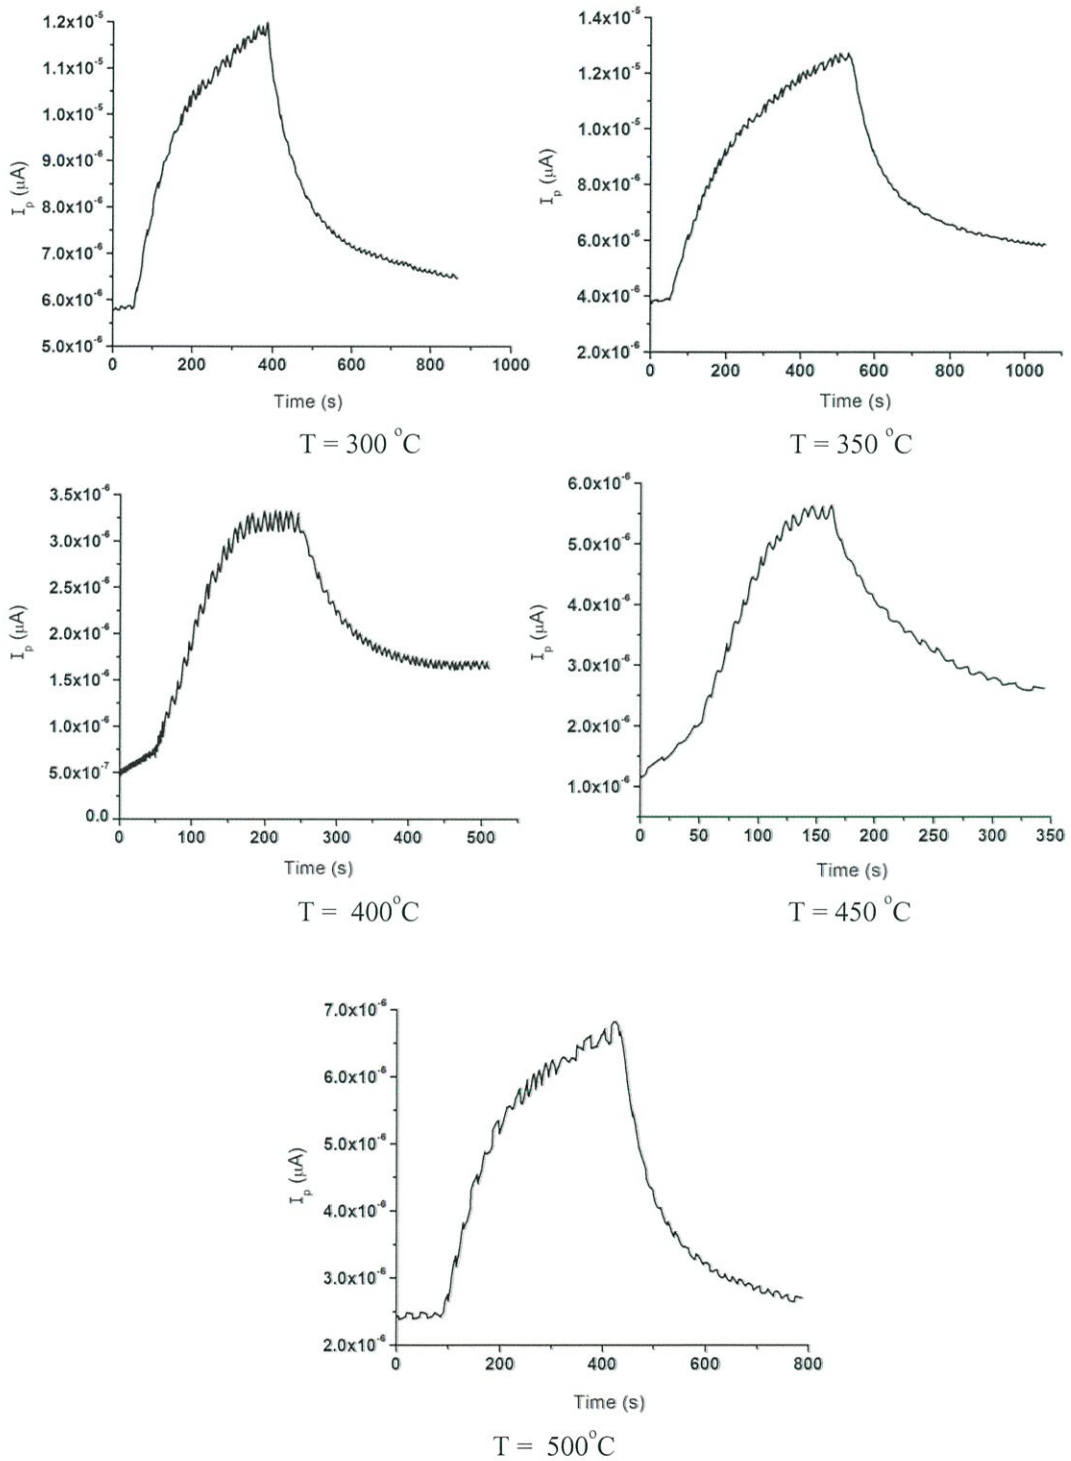 1.2x10⁻⁵
1.1x10⁻⁵
1.0x10⁻⁵
9.0x10⁻⁶
8.0x10⁻⁶
7.0x10⁻⁶
6.0x10⁻⁶
5.0x10⁻⁶
Iₚ (µA)
0 200 400 600 800 1000
Time (s)
T = 300 °C
1.4x10⁻⁵
1.2x10⁻⁵
1.0x10⁻⁵
8.0x10⁻⁶
6.0x10⁻⁶
4.0x10⁻⁶
2.0x10⁻⁶
Iₚ (µA)
0 200 400 600 800 1000
Time (s)
T = 350 °C
3.5x10⁻⁶
3.0x10⁻⁶
2.5x10⁻⁶
2.0x10⁻⁶
1.5x10⁻⁶
1.0x10⁻⁶
5.0x10⁻⁷
0.0
Iₚ (µA)
0 100 200 300 400 500
Time (s)
T = 400°C
6.0x10⁻⁶
5.0x10⁻⁶
4.0x10⁻⁶
3.0x10⁻⁶
2.0x10⁻⁶
1.0x10⁻⁶
Iₚ (µA)
0 50 100 150 200 250 300 350
Time (s)
T = 450 °C
7.0x10⁻⁶
6.0x10⁻⁶
5.0x10⁻⁶
4.0x10⁻⁶
3.0x10⁻⁶
2.0x10⁻⁶
Iₚ (µA)
0 200 400 600 800
Time (s)
T = 500°C